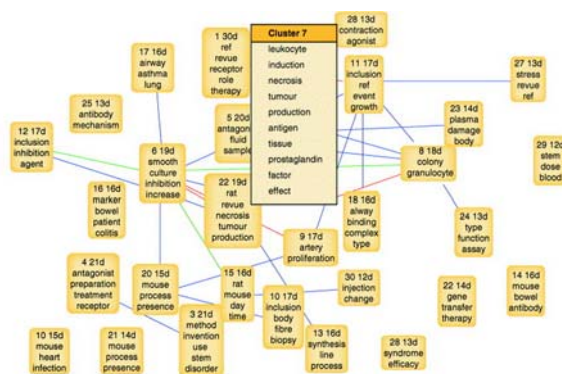 28 13d
contraction
agonist
1 30d
ref
revue
receptor
role
therapy
Cluster 7
leukocyte
induction
necrosis
tumour
production
antigen
tissue
prostaglandin
factor
effect
17 16d
airway
asthma
lung
11 17d
inclusion
ref
event
growth
27 13d
stress
revue
ref
25 13d
antibody
mechanism
5 20d
antagon
fluid
sample
23 14d
plasma
damage
body
12 17d
inclusion
inhibition
agent
6 19d
smooth
culture
inhibition
increase
8 18d
colony
granulocyte
29 12d
stem
dose
blood
16 16d
marker
bowel
patient
colitis
22 19d
rat
revue
necrosis
tumour
production
18 16d
alway
binding
complex
type
24 13d
type
function
assay
9 17d
artery
proliferation
4 21d
antagonist
preparation
treatment
receptor
20 15d
mouse
process
presence
15 16d
rat
mouse
day
time
30 12d
injection
change
22 14d
gene
transfer
therapy
14 16d
mouse
bowel
antibody
10 17d
inclusion
body
fibre
biopsy
3 21d
method
invention
use
stem
disorder
10 15d
mouse
heart
infection
21 14d
mouse
process
presence
13 16d
synthesis
line
process
28 13d
syndrome
efficacy